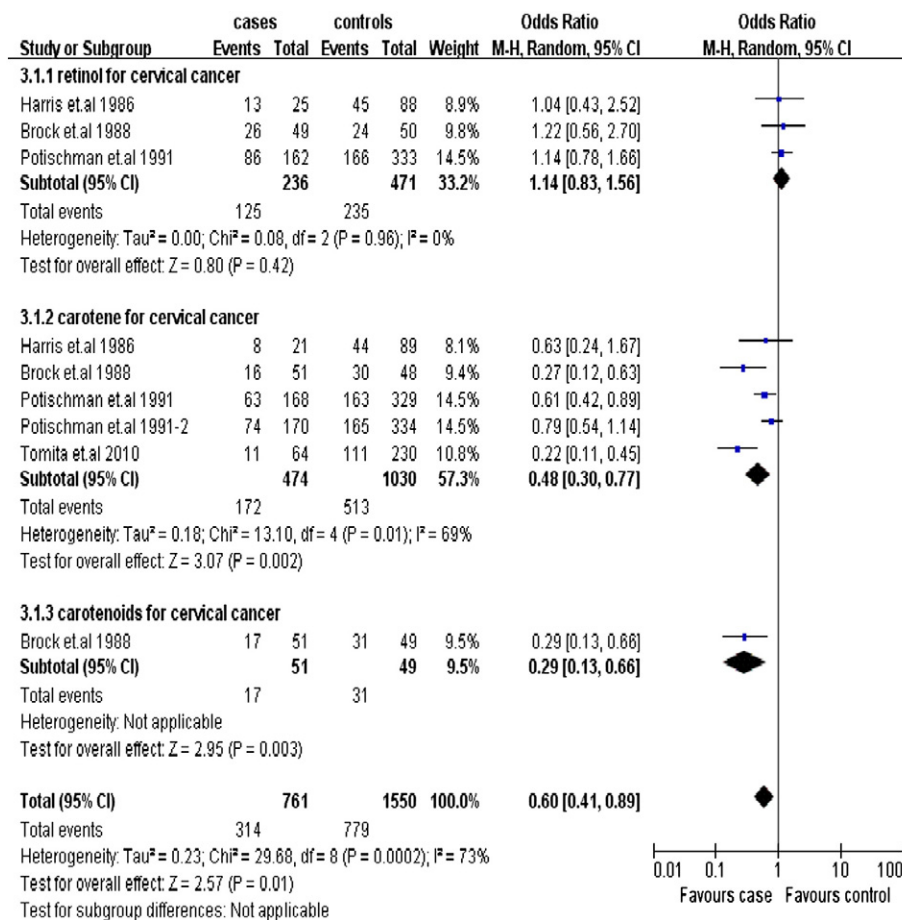 cases controls Odds Ratio Odds Ratio
Study or Subgroup Events Total Events Total Weight M-H, Random, 95% CI M-H, Random, 95% CI
3.1.1 retinol for cervical cancer
Harris et.al 1986 13 25 45 88 8.9% 1.04 [0.43, 2.52]
Brock et.al 1988 26 49 24 50 9.8% 1.22 [0.56, 2.70]
Potischman et.al 1991 86 162 166 333 14.5% 1.14 [0.78, 1.66]
Subtotal (95% CI) 236 471 33.2% 1.14 [0.83, 1.56]
Total events 125 235
Heterogeneity: Tau² = 0.00; Chi² = 0.08, df = 2 (P = 0.96); I² = 0%
Test for overall effect: Z = 0.80 (P = 0.42)
3.1.2 carotene for cervical cancer
Harris et.al 1986 8 21 44 89 8.1% 0.63 [0.24, 1.67]
Brock et.al 1988 16 51 30 48 9.4% 0.27 [0.12, 0.63]
Potischman et.al 1991 63 168 163 329 14.5% 0.61 [0.42, 0.89]
Potischman et.al 1991-2 74 170 165 334 14.5% 0.79 [0.54, 1.14]
Tomita et.al 2010 11 64 111 230 10.8% 0.22 [0.11, 0.45]
Subtotal (95% CI) 474 1030 57.3% 0.48 [0.30, 0.77]
Total events 172 513
Heterogeneity: Tau² = 0.18; Chi² = 13.10, df = 4 (P = 0.01); I² = 69%
Test for overall effect: Z = 3.07 (P = 0.002)
3.1.3 carotenoids for cervical cancer
Brock et.al 1988 17 51 31 49 9.5% 0.29 [0.13, 0.66]
Subtotal (95% CI) 51 49 9.5% 0.29 [0.13, 0.66]
Total events 17 31
Heterogeneity: Not applicable
Test for overall effect: Z = 2.95 (P = 0.003)
Total (95% CI) 761 1550 100.0% 0.60 [0.41, 0.89]
Total events 314 779
Heterogeneity: Tau² = 0.23; Chi² = 29.68, df = 8 (P = 0.0002); I² = 73%
Test for overall effect: Z = 2.57 (P = 0.01)
Test for subgroup differences: Not applicable
0.01 0.1 1 10 100
Favours case Favours control